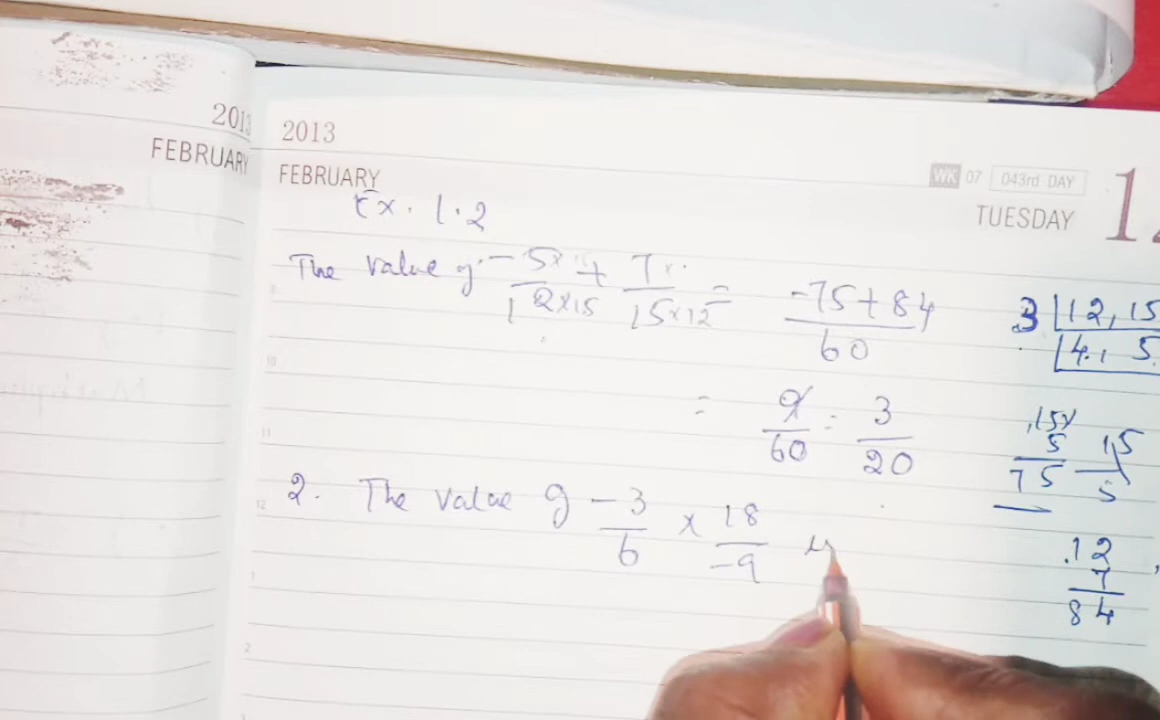 2013
FEBRUARY
2013
FEBRUARY
WK 07 043rd DAY
TUESDAY 12
Ex. 1.2
The value of -5×/12×15 + 7×/15×12 = -75+84/60
= 9/60 = 3/20
2. The value of -3/6 × 18/-9 is
3 | 12, 15
4, 5
15×
5
75
15
5
12
7
84